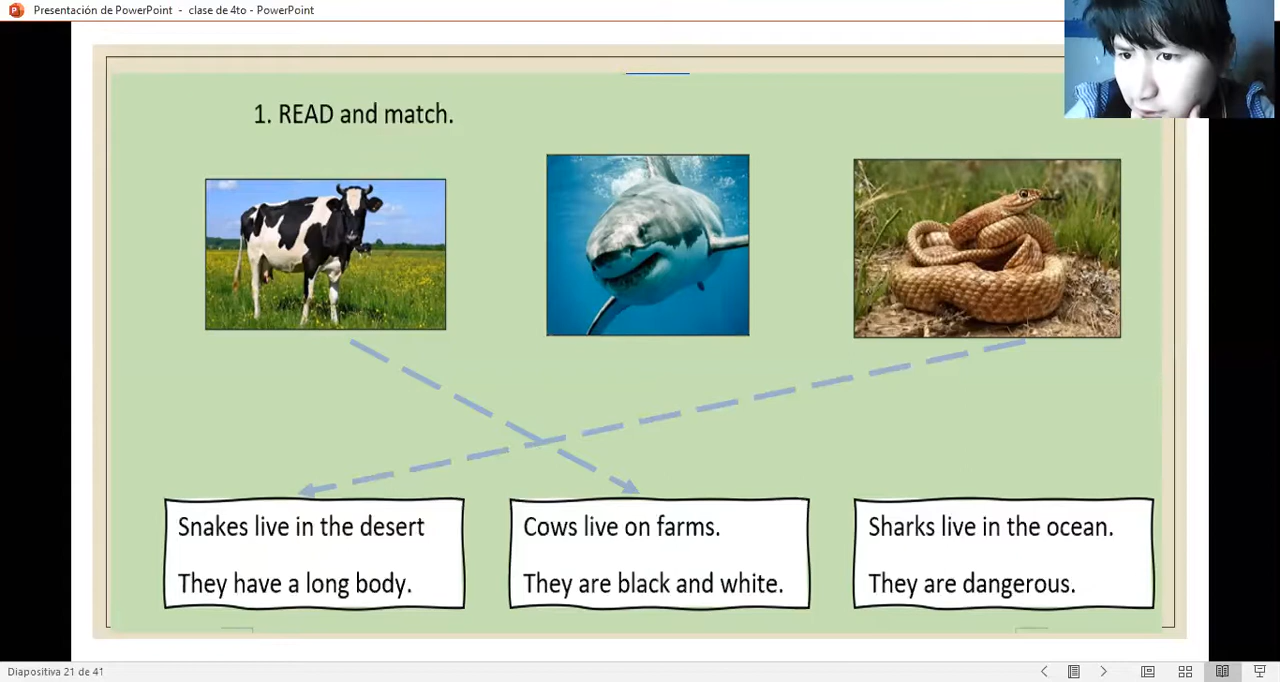 Presentación de PowerPoint - clase de 4to - PowerPoint
1. READ and match.
Snakes live in the desert
They have a long body.
Cows live on farms.
They are black and white.
Sharks live in the ocean.
They are dangerous.
Diapositiva 21 de 41